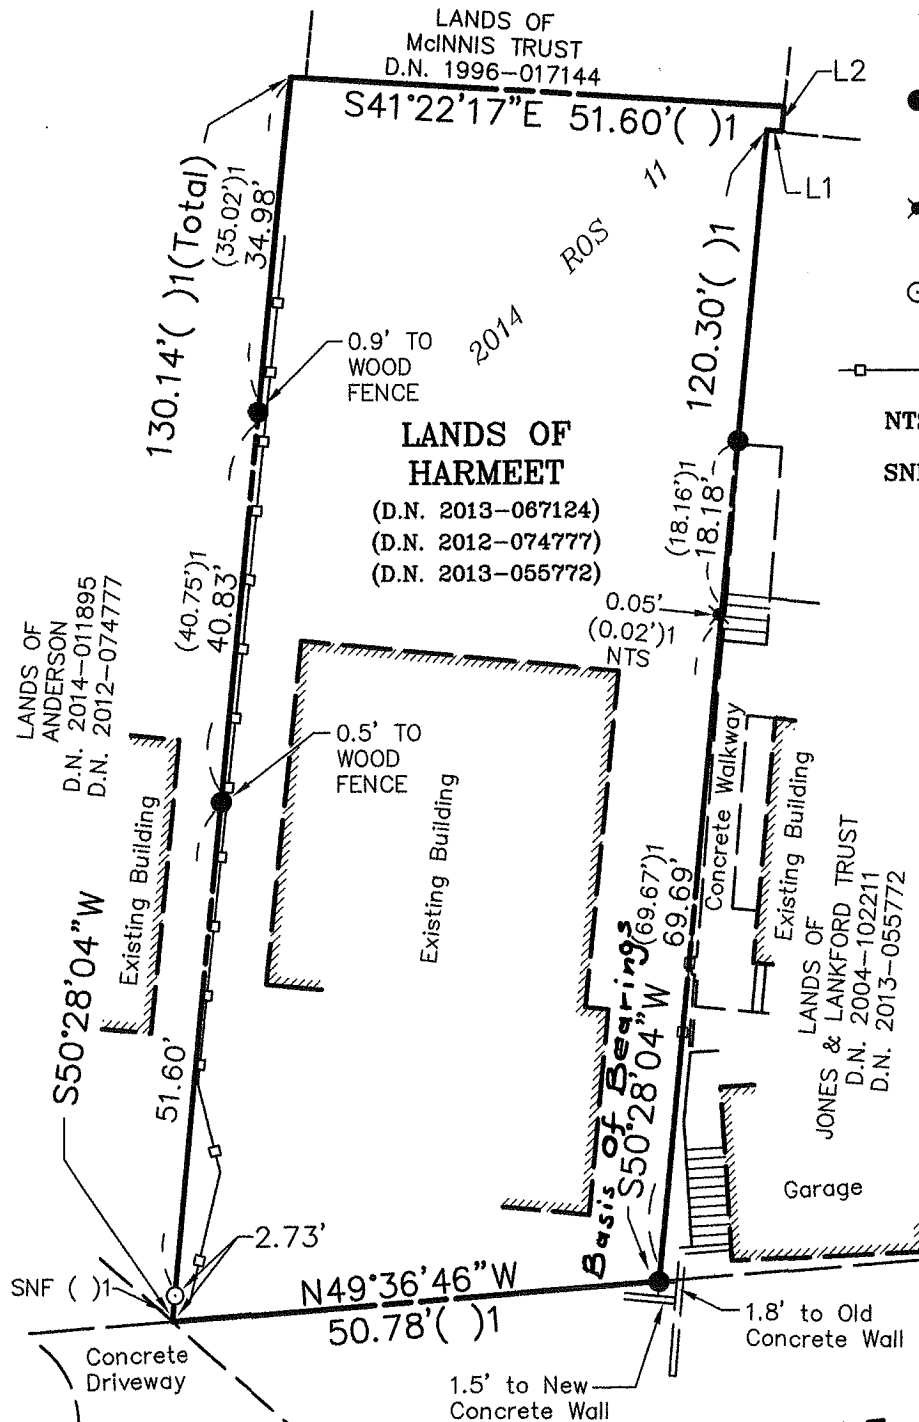 LANDS OF
McINNIS TRUST
D.N. 1996-017144
S41°22'17"E 51.60'( )1
L2
L1
130.14'( )1(Total)
(35.02')1
34.98'
2014 ROS 11
120.30'( )1
0.9' TO
WOOD
FENCE
NTS
LANDS OF
HARMEET
(D.N. 2013-067124)
(D.N. 2012-074777)
(D.N. 2013-055772)
(18.16')1
18.18'
0.05'
(0.02')1
NTS
(40.75')1
40.83'
LANDS OF
ANDERSON
D.N. 2014-011895
D.N. 2012-074777
0.5' TO
WOOD
FENCE
Existing Building
Existing Building
Concrete Walkway
Existing Building
(69.67')1
69.69'
LANDS OF
JONES & LANKFORD TRUST
D.N. 2004-102211
D.N. 2013-055772
S50°28'04"W
51.60'
Basis of Bearings
S50°28'04"W
Garage
2.73'
SNF ( )1
N49°36'46"W
50.78'( )1
Concrete
Driveway
1.8' to Old
Concrete Wall
1.5' to New
Concrete Wall